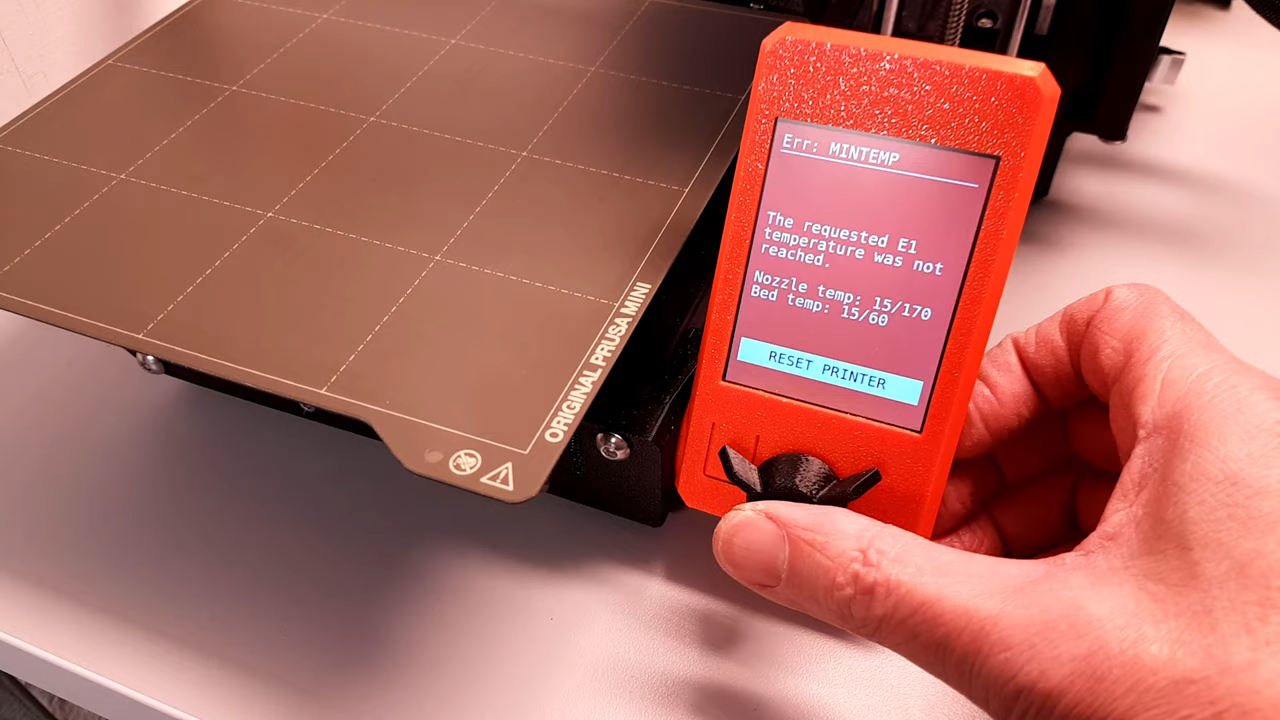 Err: MINTEMP
The requested E1
temperature was not
reached.
Nozzle temp: 15/170
Bed temp: 15/60
RESET PRINTER
ORIGINAL PRUSA MINI